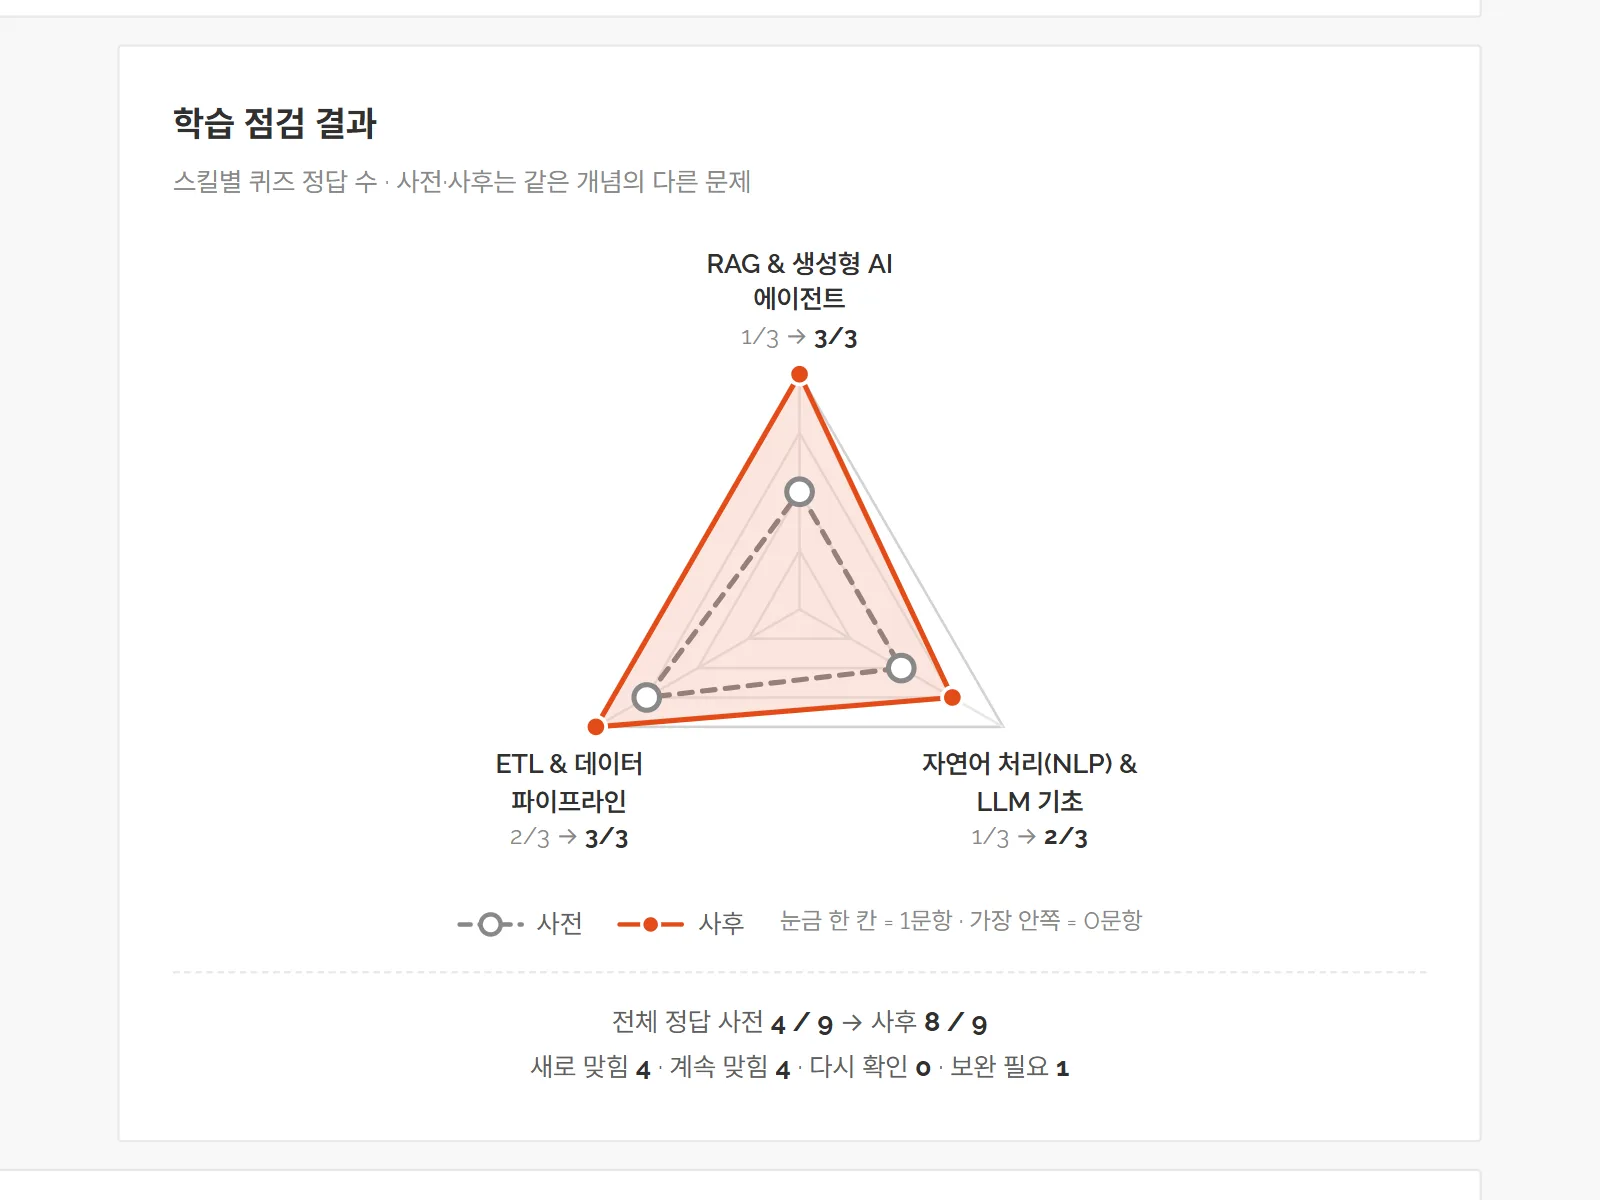 학습 점검 결과
스킬별 퀴즈 정답 수 · 사전·사후는 같은 개념의 다른 문제
RAG & 생성형 AI
에이전트
1/3 → 3/3
ETL & 데이터
파이프라인
2/3 → 3/3
자연어 처리(NLP) &
LLM 기초
1/3 → 2/3
사전 사후 눈금 한 칸 = 1문항 · 가장 안쪽 = 0문항
전체 정답 사전 4 / 9 → 사후 8 / 9
새로 맞힘 4 · 계속 맞힘 4 · 다시 확인 0 · 보완 필요 1